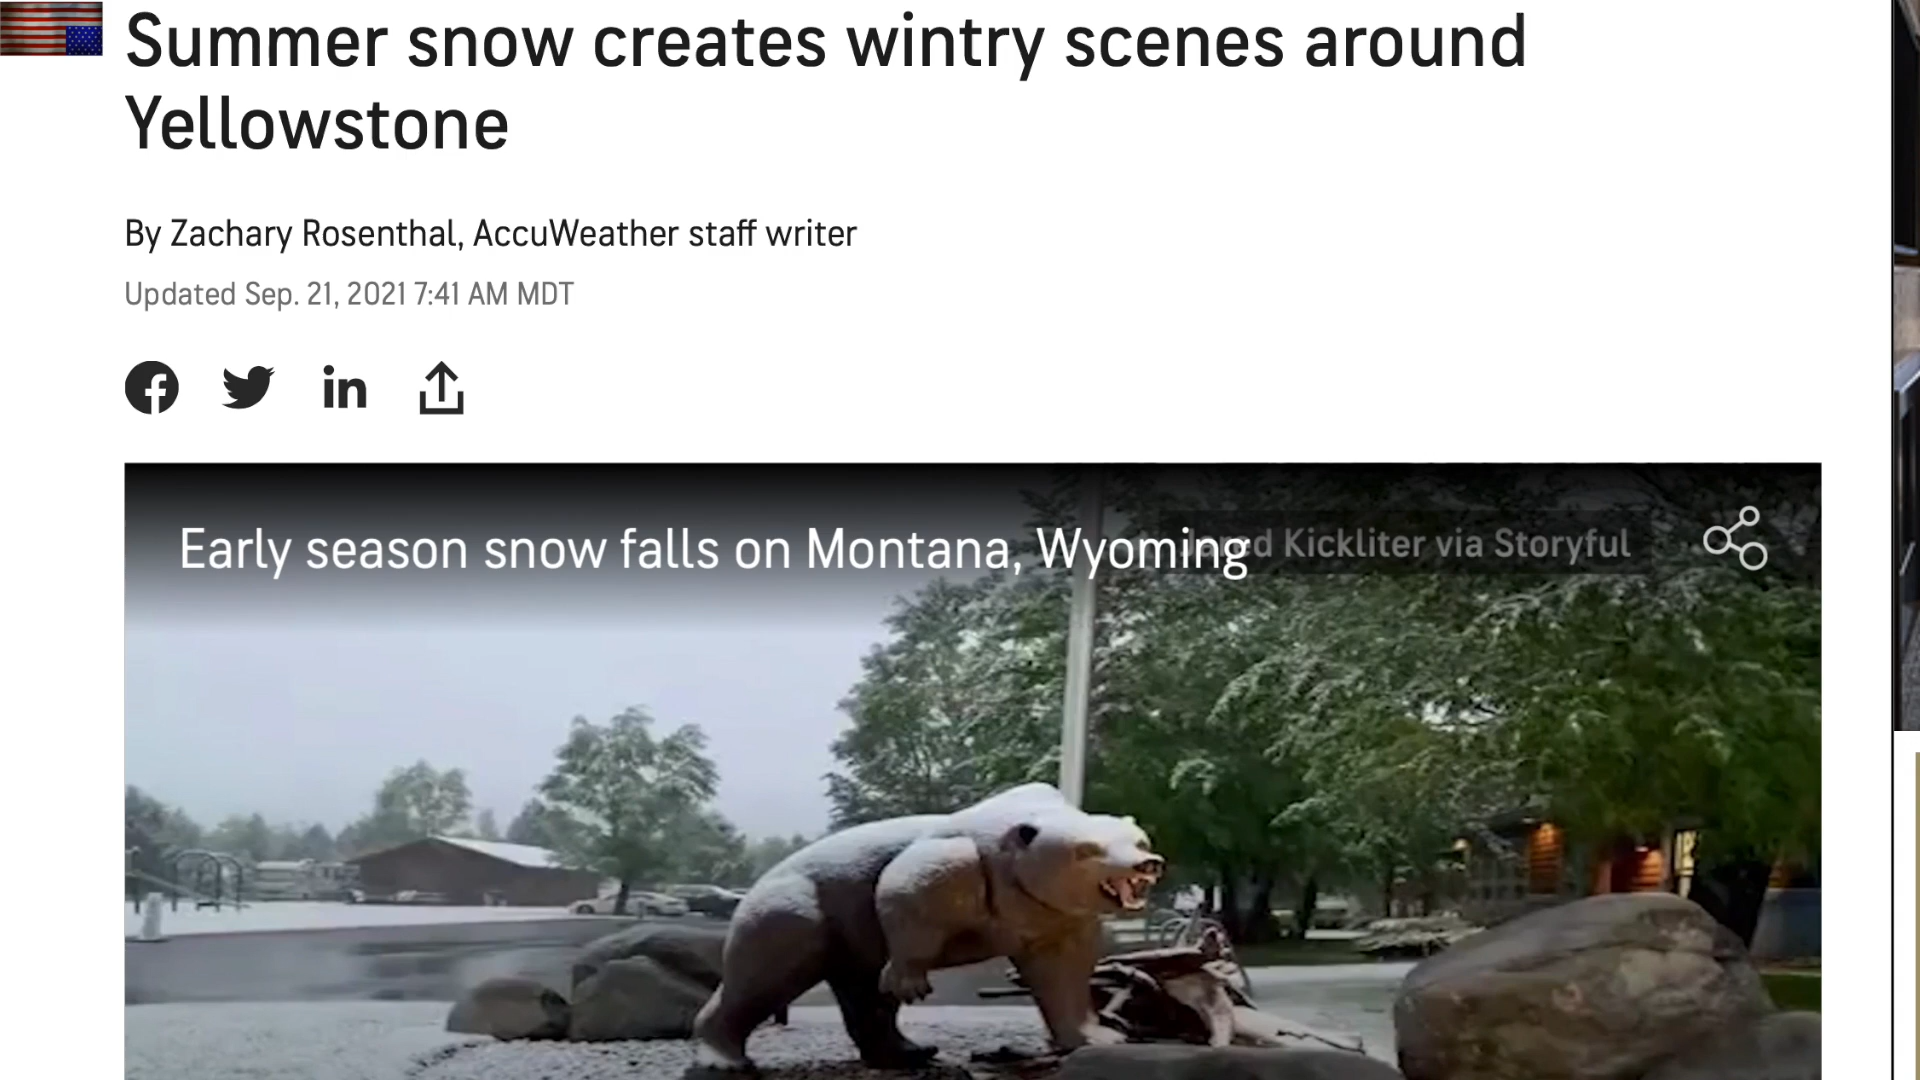 Summer snow creates wintry scenes around
Yellowstone
By Zachary Rosenthal, AccuWeather staff writer
Updated Sep. 21, 2021 7:41 AM MDT
Early season snow falls on Montana, Wyoming
Kickliter via Storyful